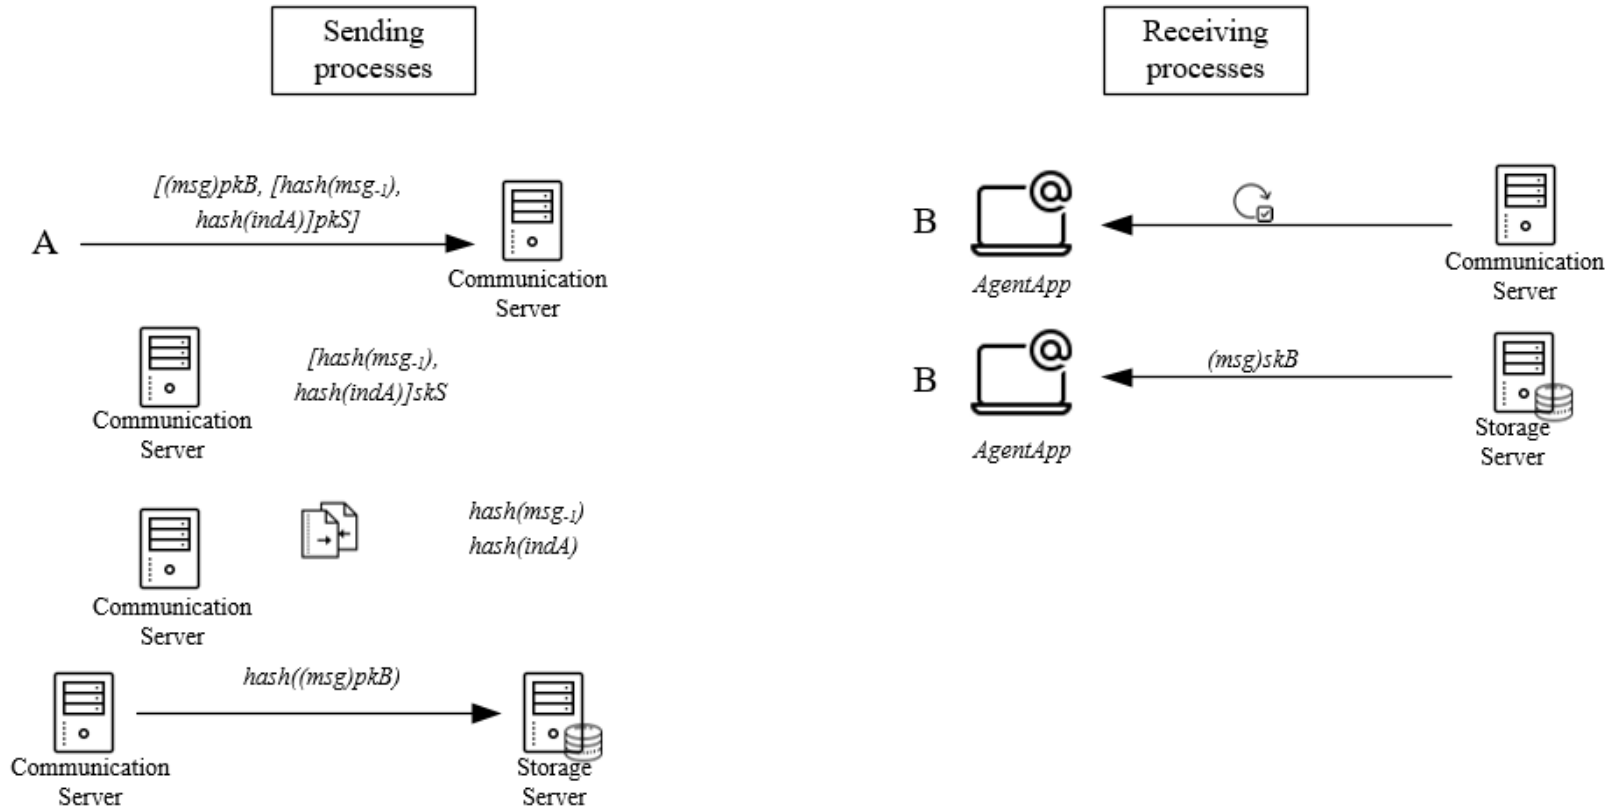 Sending
processes
[(msg)pkB, [hash(msg-1),
hash(indA)]pkS]
A
Communication
Server
Communication
Server
[hash(msg-1),
hash(indA)]skS
Communication
Server
hash(msg-1)
hash(indA)
hash((msg)pkB)
Communication
Server
Storage
Server
Receiving
processes
B
AgentApp
Communication
Server
B
AgentApp
(msg)skB
Storage
Server